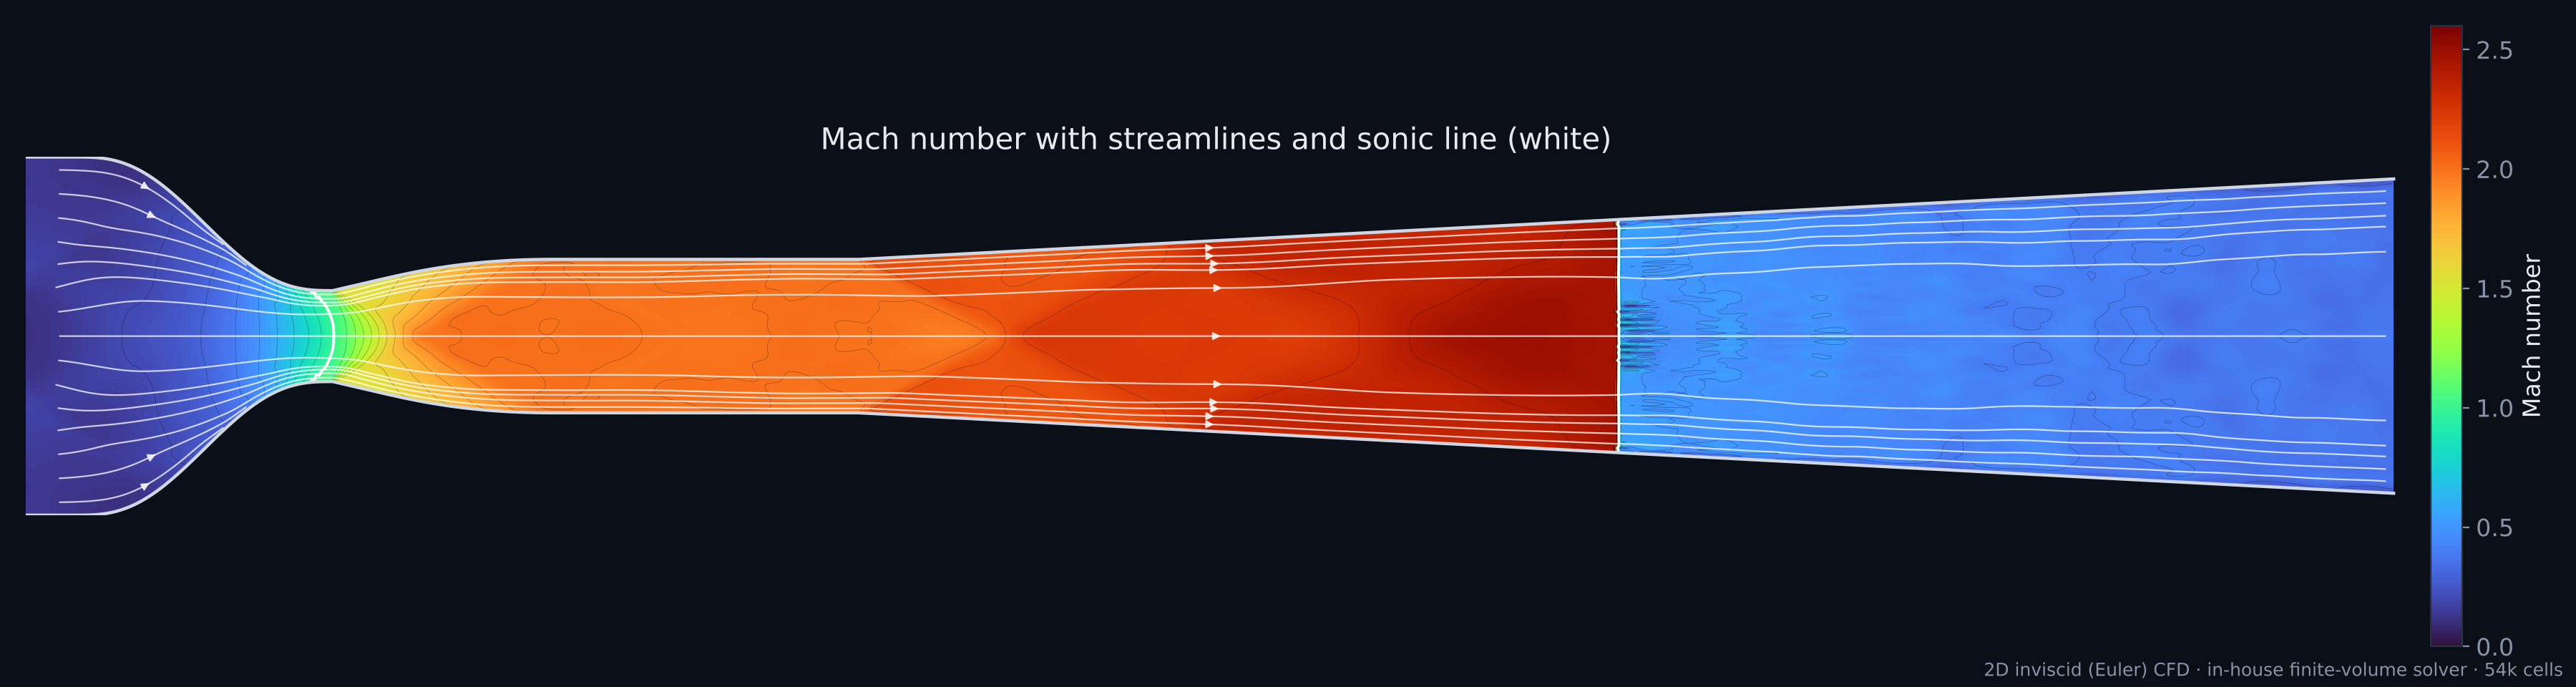 Mach number with streamlines and sonic line (white)
2.5
2.0
1.5
1.0
0.5
0.0
Mach number
2D inviscid (Euler) CFD · in-house finite-volume solver · 54k cells